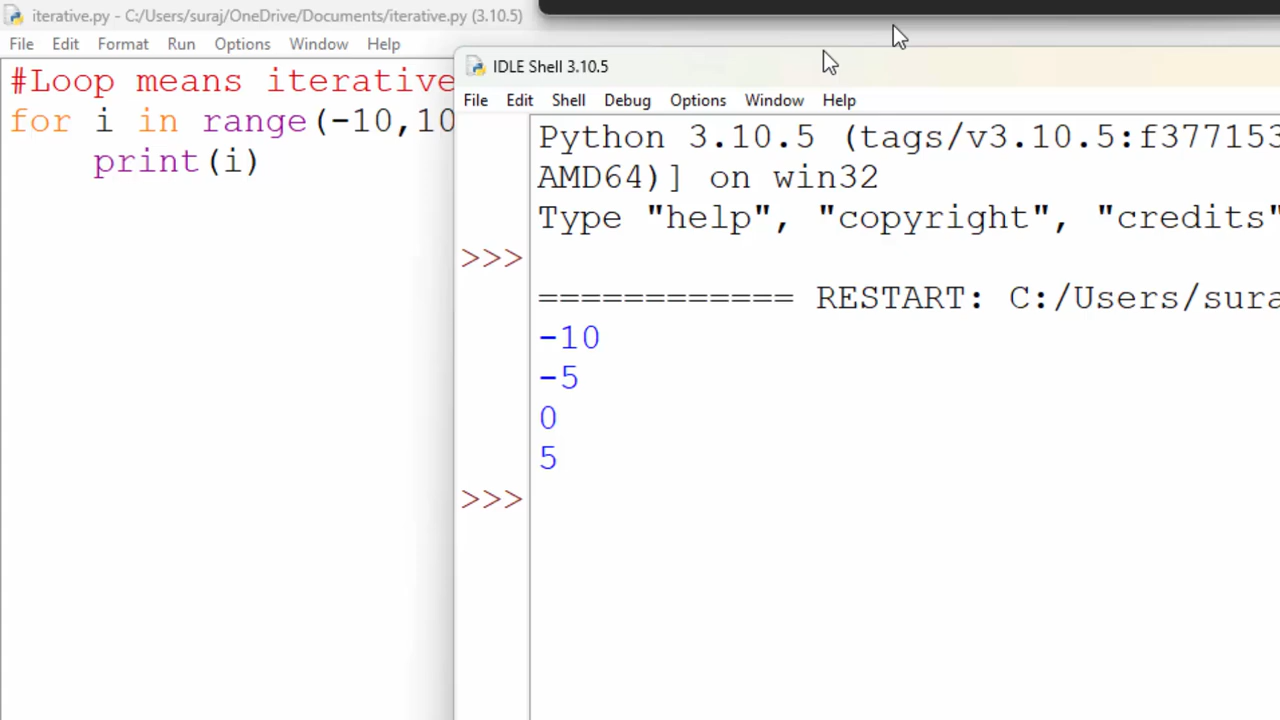 iterative.py - C:/Users/suraj/OneDrive/Documents/iterative.py (3.10.5)
File Edit Format Run Options Window Help
#Loop means iterative
for i in range(-10,10
    print(i)
IDLE Shell 3.10.5
File Edit Shell Debug Options Window Help
Python 3.10.5 (tags/v3.10.5:f377153
AMD64)] on win32
Type "help", "copyright", "credits"
>>>
============ RESTART: C:/Users/sura
-10
-5
0
5
>>>